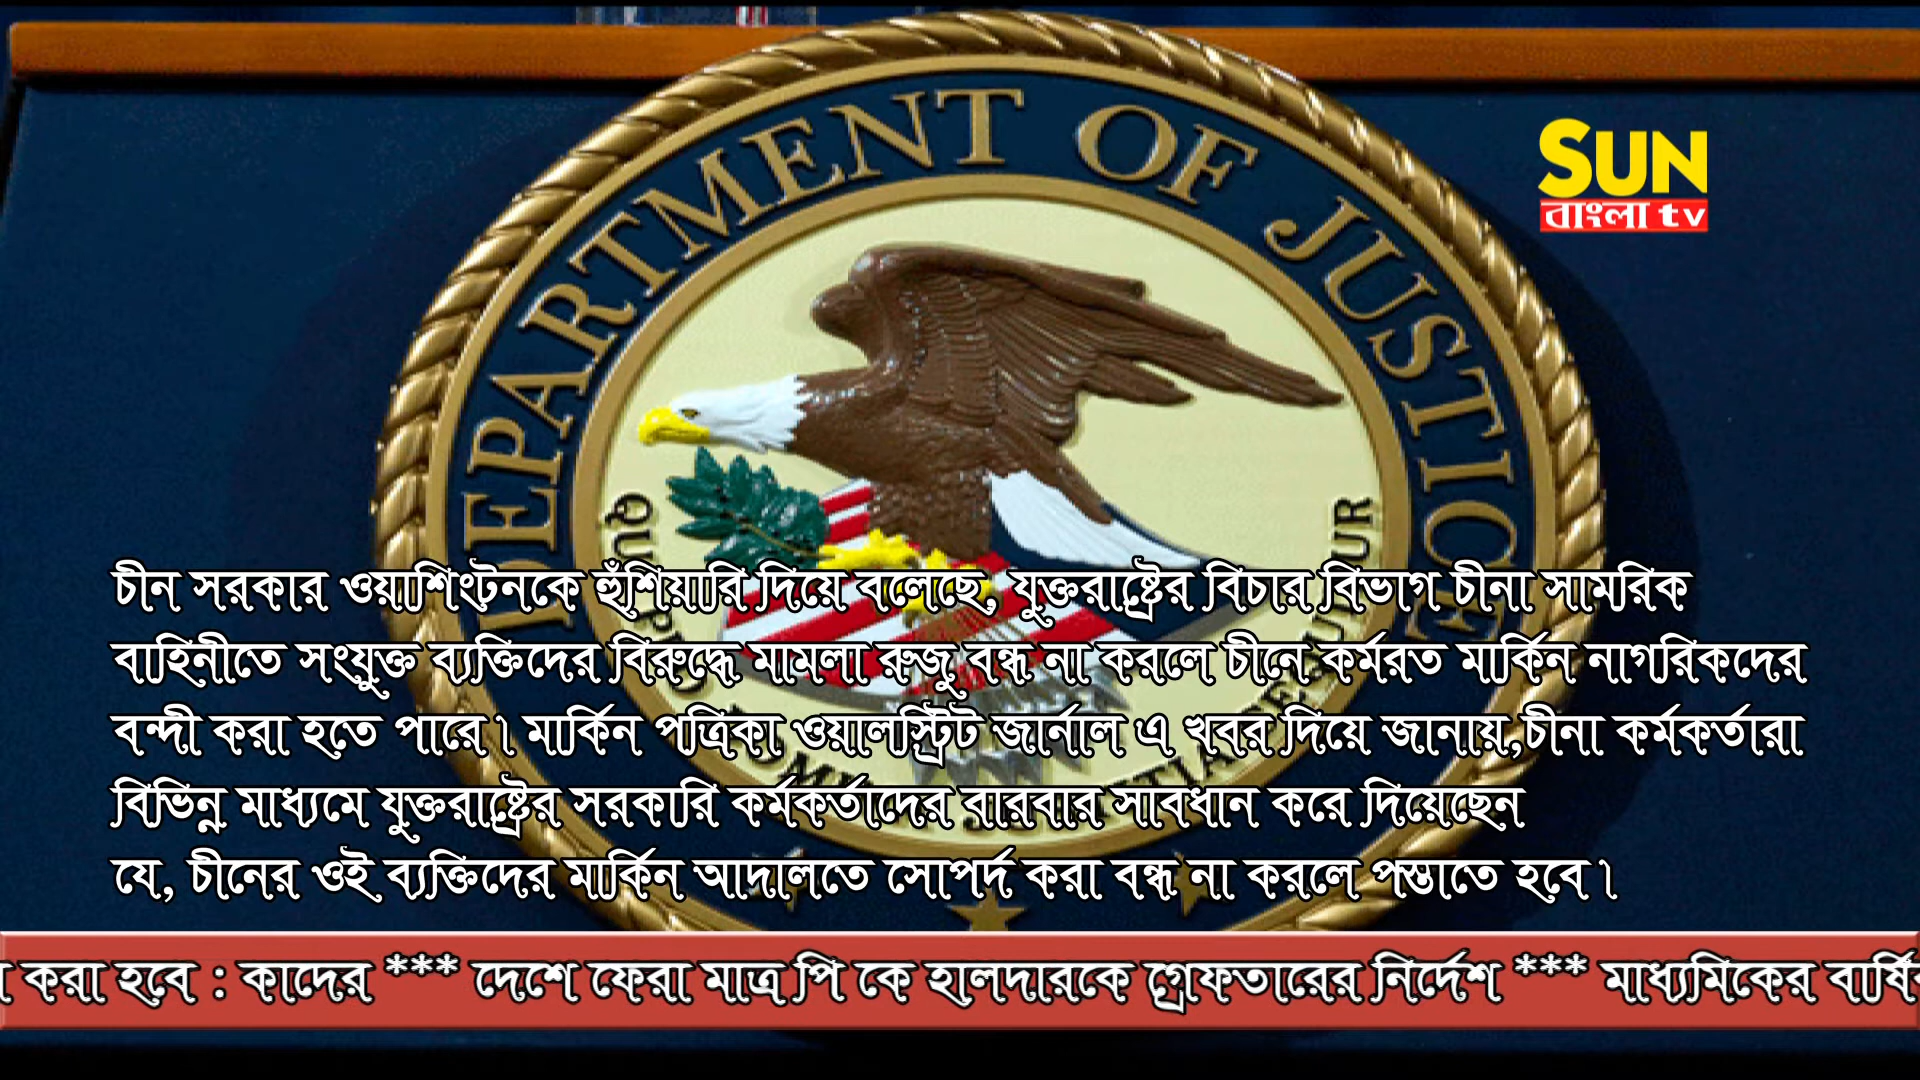 DEPARTMENT OF JUSTICE
SUN
বাংলা tv
চীন সরকার ওয়াশিংটনকে হুঁশিয়ারি দিয়ে বলেছে, যুক্তরাষ্ট্রের বিচার বিভাগ চীনা সামরিক
বাহিনীতে সংযুক্ত ব্যক্তিদের বিরুদ্ধে মামলা রুজু বন্ধ না করলে চীনে কর্মরত মার্কিন নাগরিকদের
বন্দী করা হতে পারে। মার্কিন পত্রিকা ওয়ালস্ট্রিট জার্নাল এ খবর দিয়ে জানায়,চীনা কর্মকর্তারা
বিভিন্ন মাধ্যমে যুক্তরাষ্ট্রের সরকারি কর্মকর্তাদের বারবার সাবধান করে দিয়েছেন
যে, চীনের ওই ব্যক্তিদের মার্কিন আদালতে সোপর্দ করা বন্ধ না করলে পস্তাতে হবে।
করা হবে : কাদের *** দেশে ফেরা মাত্র পি কে হালদারকে গ্রেফতারের নির্দেশ *** মাধ্যমিকের